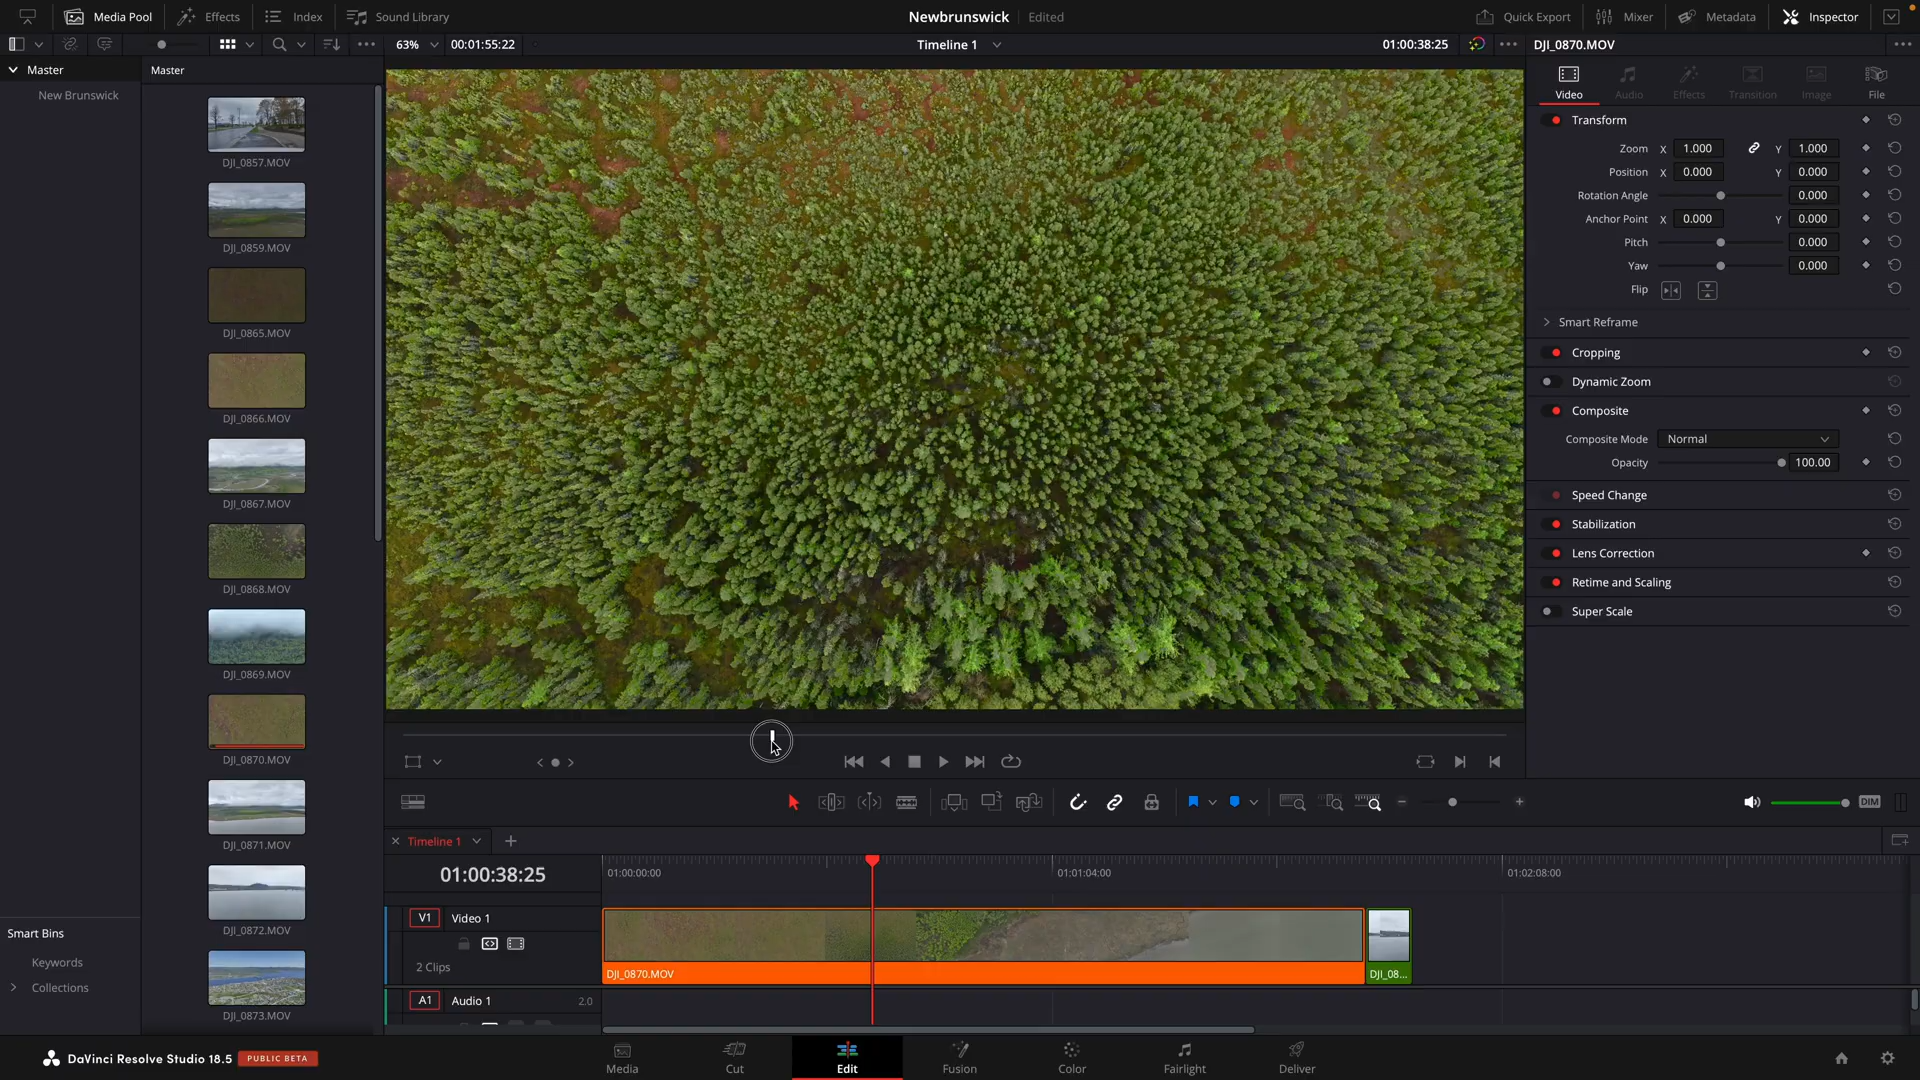 Media Pool
Effects
Index
Sound Library
Newbrunswick
Edited
Quick Export
Mixer
Metadata
Inspector
63%
00:01:55:22
Timeline 1
01:00:38:25
DJI_0870.MOV
Master
New Brunswick
Master
DJI_0857.MOV
DJI_0859.MOV
DJI_0865.MOV
DJI_0866.MOV
DJI_0867.MOV
DJI_0868.MOV
DJI_0869.MOV
DJI_0870.MOV
DJI_0871.MOV
DJI_0872.MOV
DJI_0873.MOV
Video
Audio
Effects
Transition
Image
File
Transform
Zoom X 1.000 Y 1.000
Position X 0.000 Y 0.000
Rotation Angle 0.000
Anchor Point X 0.000 Y 0.000
Pitch 0.000
Yaw 0.000
Flip
Smart Reframe
Cropping
Dynamic Zoom
Composite
Composite Mode Normal
Opacity 100.00
Speed Change
Stabilization
Lens Correction
Retime and Scaling
Super Scale
DIM
Timeline 1
01:00:38:25
01:00:00:00
01:01:04:00
01:02:08:00
V1 Video 1
2 Clips
DJI_0870.MOV
DJI_08...
A1 Audio 1 2.0
Smart Bins
Keywords
Collections
DaVinci Resolve Studio 18.5 PUBLIC BETA
Media
Cut
Edit
Fusion
Color
Fairlight
Deliver